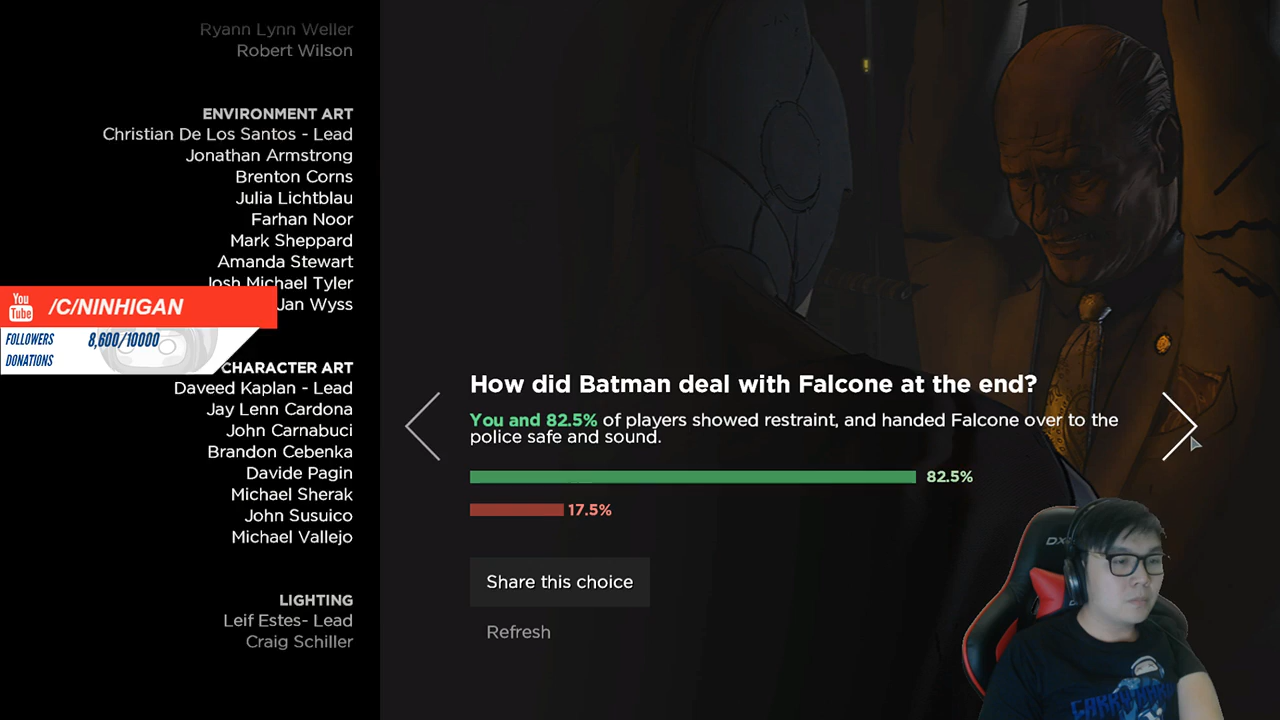 Ryann Lynn Weller
Robert Wilson
ENVIRONMENT ART
Christian De Los Santos - Lead
Jonathan Armstrong
Brenton Corns
Julia Lichtblau
Farhan Noor
Mark Sheppard
Amanda Stewart
Josh Michael Tyler
Jan Wyss
You Tube /C/NINHIGAN
FOLLOWERS 8,600/10000
DONATIONS
CHARACTER ART
Daveed Kaplan - Lead
Jay Lenn Cardona
John Carnabuci
Brandon Cebenka
Davide Pagin
Michael Sherak
John Susuico
Michael Vallejo
LIGHTING
Leif Estes- Lead
Craig Schiller
How did Batman deal with Falcone at the end?
You and 82.5% of players showed restraint, and handed Falcone over to the
police safe and sound.
82.5%
17.5%
Share this choice
Refresh
DX